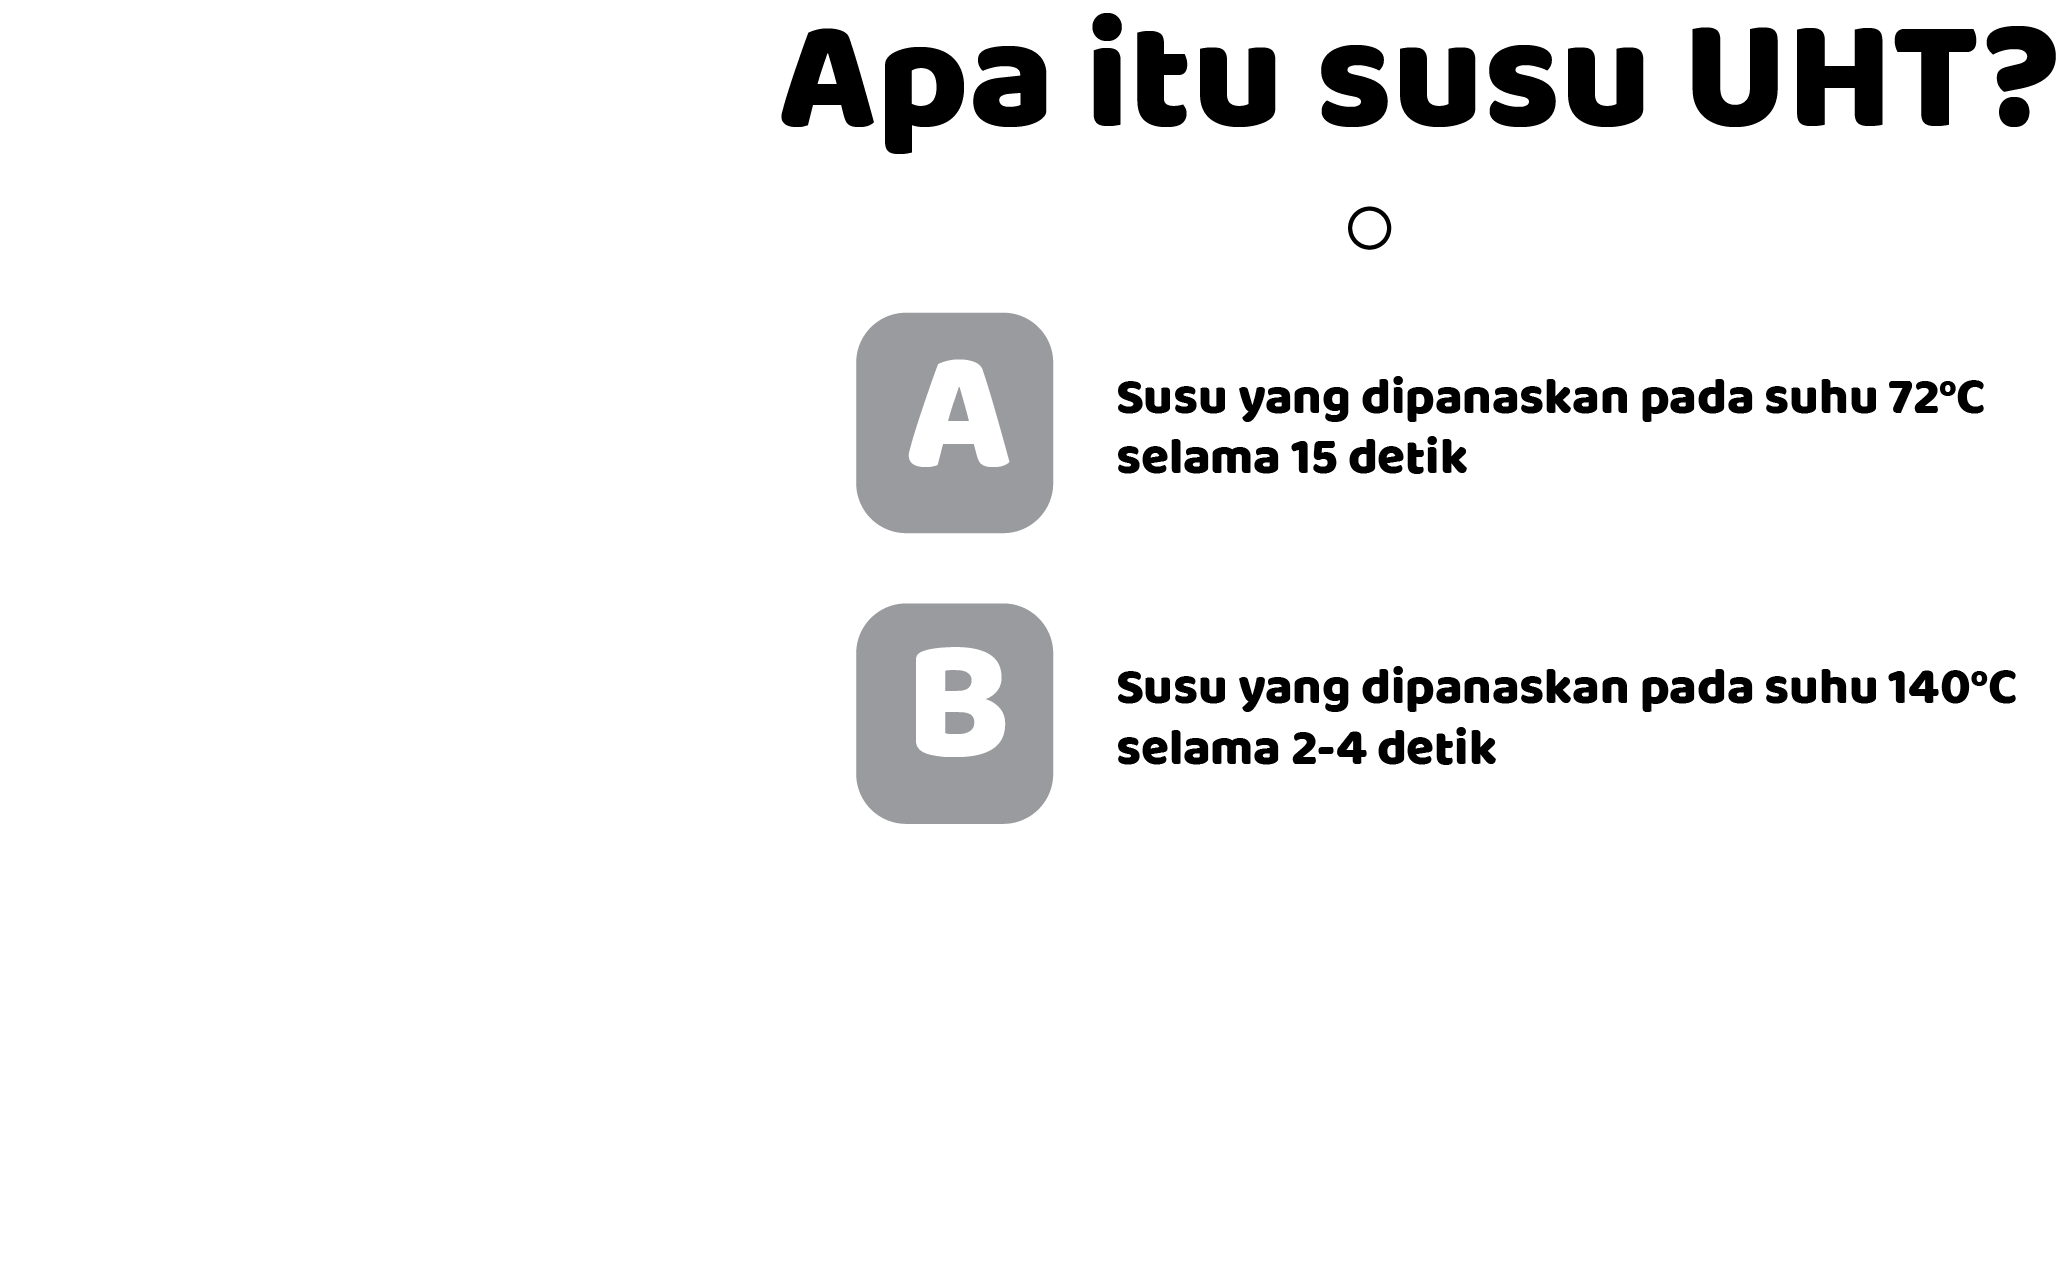 Apa itu susu UHT?
A
Susu yang dipanaskan pada suhu 72°C
selama 15 detik
B
Susu yang dipanaskan pada suhu 140°C
selama 2-4 detik